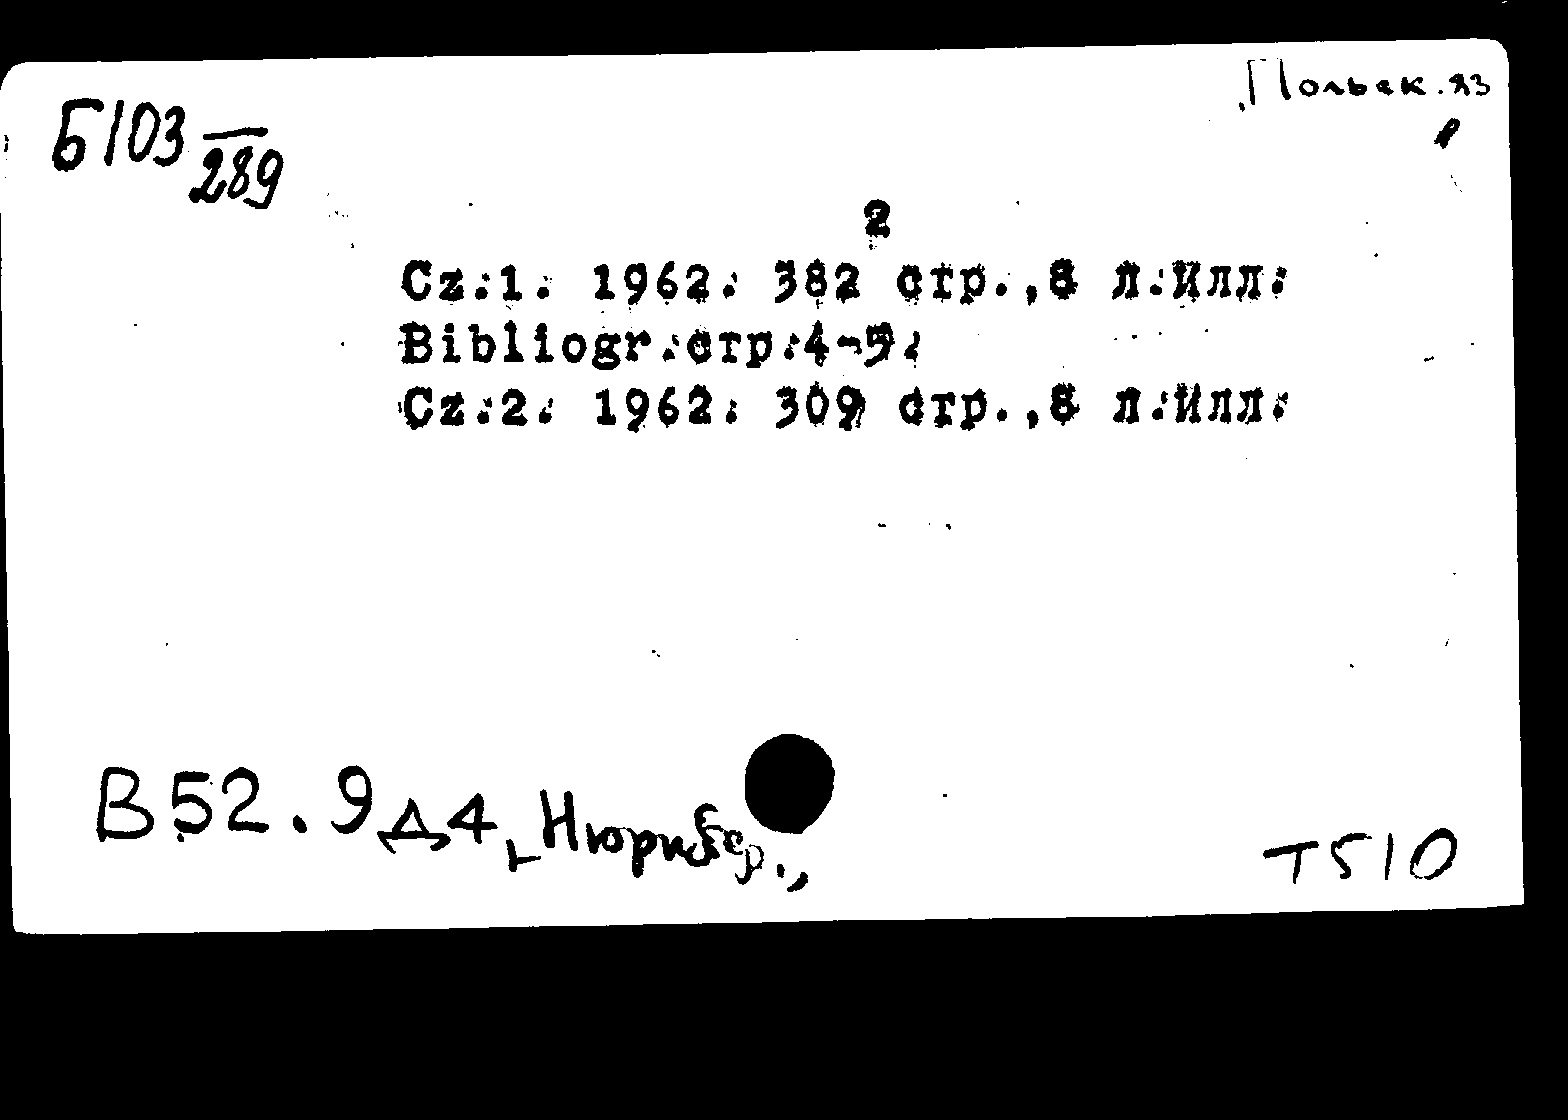 Польск. яз
Б103
289
2
Cz.1. 1962. 382 стр.,8 л.илл.
Bibliogr.стр.4-5.
Cz.2. 1962. 309 стр.,8 л.илл.
В52.9д4
Т510